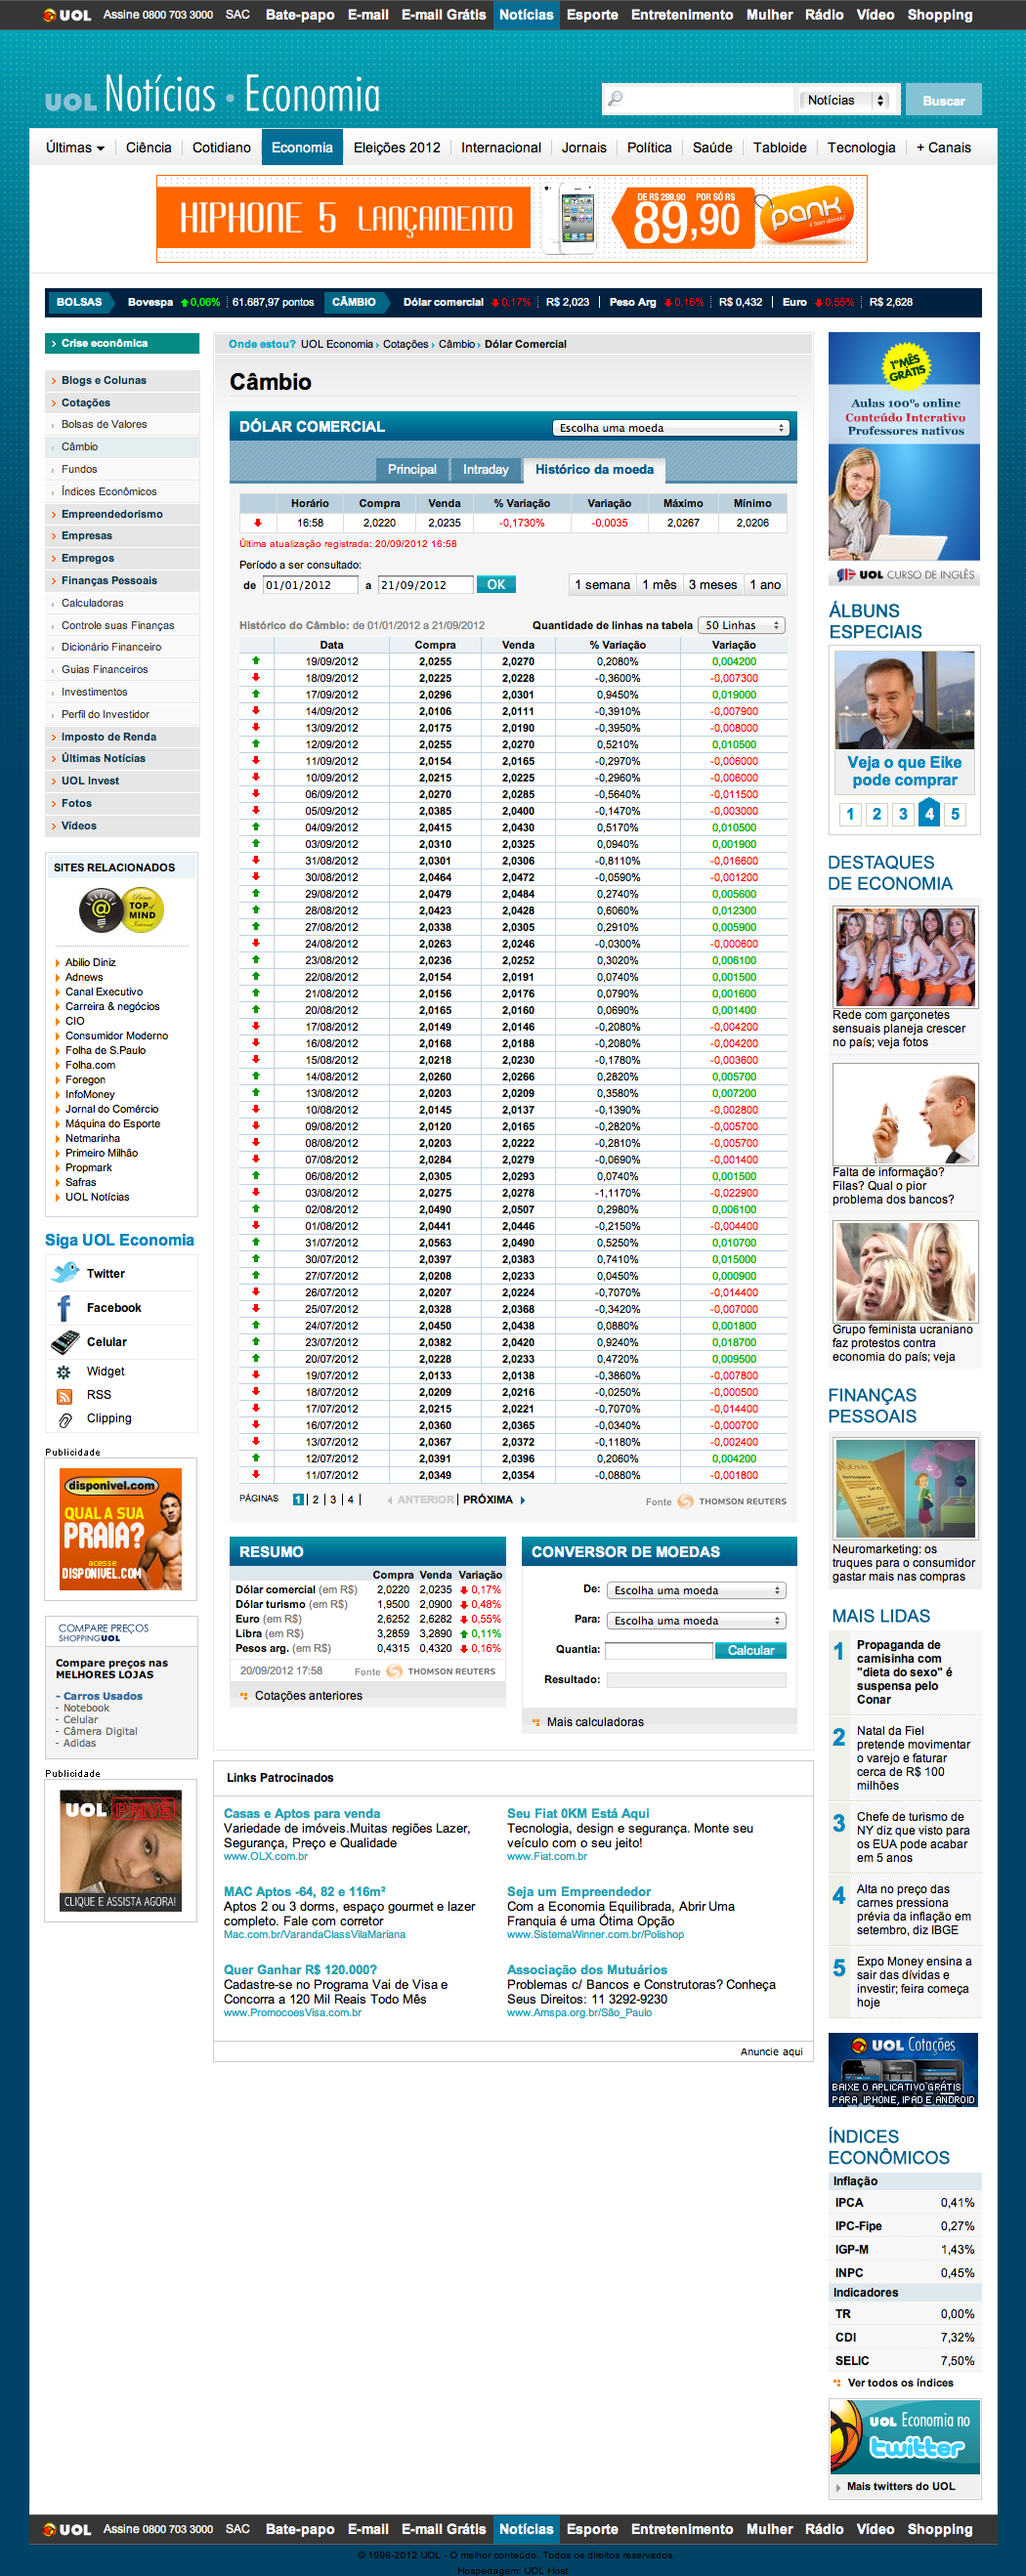 UOL Assine 0800 703 3000 SAC Bate-papo E-mail E-mail Grátis Notícias Esporte Entretenimento Mulher Rádio Vídeo Shopping
UOL Notícias • Economia
Notícias Buscar
Últimas Ciência Cotidiano Economia Eleições 2012 Internacional Jornais Política Saúde Tabloide Tecnologia + Canais
HIPHONE 5 LANÇAMENTO DE R$ 299,90 POR SÓ R$ 89,90 pank é bom demais!
BOLSAS Bovespa 0,06% 61.687,97 pontos CÂMBIO Dólar comercial 0,17% R$ 2,023 Peso Arg 0,16% R$ 0,432 Euro 0,55% R$ 2,628
Crise econômica
Blogs e Colunas
Cotações
Bolsas de Valores
Câmbio
Fundos
Índices Econômicos
Empreendedorismo
Empresas
Empregos
Finanças Pessoais
Calculadoras
Controle suas Finanças
Dicionário Financeiro
Guias Financeiros
Investimentos
Perfil do Investidor
Imposto de Renda
Últimas Notícias
UOL Invest
Fotos
Vídeos
SITES RELACIONADOS
TOP MIND
Abilio Diniz
Adnews
Canal Executivo
Carreira & negócios
CIO
Consumidor Moderno
Folha de S.Paulo
Folha.com
Foregon
InfoMoney
Jornal do Comércio
Máquina do Esporte
Netmarinha
Primeiro Milhão
Propmark
Safras
UOL Notícias
Siga UOL Economia
Twitter
Facebook
Celular
Widget
RSS
Clipping
Publicidade
disponivel.com
QUAL A SUA
PRAIA?
acesse
DISPONIVEL.COM
COMPARE PREÇOS
SHOPPING UOL
Compare preços nas
MELHORES LOJAS
- Carros Usados
- Notebook
- Celular
- Câmera Digital
- Adidas
Publicidade
UOL PRIVÊ
CLIQUE E ASSISTA AGORA!
Onde estou? UOL Economia Cotações Câmbio Dólar Comercial
Câmbio
DÓLAR COMERCIAL Escolha uma moeda
Principal Intraday Histórico da moeda
Horário Compra Venda % Variação Variação Máximo Mínimo
16:58 2,0220 2,0235 -0,1730% -0,0035 2,0267 2,0206
Última atualização registrada: 20/09/2012 16:58
Período a ser consultado:
de 01/01/2012 a 21/09/2012 OK 1 semana 1 mês 3 meses 1 ano
Histórico do Câmbio: de 01/01/2012 a 21/09/2012 Quantidade de linhas na tabela 50 Linhas
Data Compra Venda % Variação Variação
19/09/2012 2,0255 2,0270 0,2080% 0,004200
18/09/2012 2,0225 2,0228 -0,3600% -0,007300
17/09/2012 2,0296 2,0301 0,9450% 0,019000
14/09/2012 2,0106 2,0111 -0,3910% -0,007900
13/09/2012 2,0175 2,0190 -0,3950% -0,008000
12/09/2012 2,0255 2,0270 0,5210% 0,010500
11/09/2012 2,0154 2,0165 -0,2970% -0,006000
10/09/2012 2,0215 2,0225 -0,2960% -0,006000
06/09/2012 2,0270 2,0285 -0,5640% -0,011500
05/09/2012 2,0385 2,0400 -0,1470% -0,003000
04/09/2012 2,0415 2,0430 0,5170% 0,010500
03/09/2012 2,0310 2,0325 0,0940% 0,001900
31/08/2012 2,0301 2,0306 -0,8110% -0,016600
30/08/2012 2,0464 2,0472 -0,0590% -0,001200
29/08/2012 2,0479 2,0484 0,2740% 0,005600
28/08/2012 2,0423 2,0428 0,6060% 0,012300
27/08/2012 2,0338 2,0305 0,2910% 0,005900
24/08/2012 2,0263 2,0246 -0,0300% -0,000600
23/08/2012 2,0236 2,0252 0,3020% 0,006100
22/08/2012 2,0154 2,0191 0,0740% 0,001500
21/08/2012 2,0156 2,0176 0,0790% 0,001600
20/08/2012 2,0165 2,0160 0,0690% 0,001400
17/08/2012 2,0149 2,0146 -0,2080% -0,004200
16/08/2012 2,0168 2,0188 -0,2080% -0,004200
15/08/2012 2,0218 2,0230 -0,1780% -0,003600
14/08/2012 2,0260 2,0266 0,2820% 0,005700
13/08/2012 2,0203 2,0209 0,3580% 0,007200
10/08/2012 2,0145 2,0137 -0,1390% -0,002800
09/08/2012 2,0120 2,0165 -0,2820% -0,005700
08/08/2012 2,0203 2,0222 -0,2810% -0,005700
07/08/2012 2,0284 2,0279 -0,0690% -0,001400
06/08/2012 2,0305 2,0293 0,0740% 0,001500
03/08/2012 2,0275 2,0278 -1,1170% -0,022900
02/08/2012 2,0490 2,0507 0,2980% 0,006100
01/08/2012 2,0441 2,0446 -0,2150% -0,004400
31/07/2012 2,0563 2,0490 0,5250% 0,010700
30/07/2012 2,0397 2,0383 0,7410% 0,015000
27/07/2012 2,0208 2,0233 0,0450% 0,000900
26/07/2012 2,0207 2,0224 -0,7070% -0,014400
25/07/2012 2,0328 2,0368 -0,3420% -0,007000
24/07/2012 2,0450 2,0438 0,0880% 0,001800
23/07/2012 2,0382 2,0420 0,9240% 0,018700
20/07/2012 2,0228 2,0233 0,4720% 0,009500
19/07/2012 2,0133 2,0138 -0,3860% -0,007800
18/07/2012 2,0209 2,0216 -0,0250% -0,000500
17/07/2012 2,0215 2,0221 -0,7070% -0,014400
16/07/2012 2,0360 2,0365 -0,0340% -0,000700
13/07/2012 2,0367 2,0372 -0,1180% -0,002400
12/07/2012 2,0391 2,0396 0,2060% 0,004200
11/07/2012 2,0349 2,0354 -0,0880% -0,001800
PÁGINAS 1 | 2 | 3 | 4 | ANTERIOR | PRÓXIMA Fonte THOMSON REUTERS
RESUMO
Compra Venda Variação
Dólar comercial (em R$) 2,0220 2,0235 0,17%
Dólar turismo (em R$) 1,9500 2,0900 0,48%
Euro (em R$) 2,6252 2,6282 0,55%
Libra (em R$) 3,2859 3,2890 0,11%
Pesos arg. (em R$) 0,4315 0,4320 0,16%
20/09/2012 17:58 Fonte THOMSON REUTERS
Cotações anteriores
CONVERSOR DE MOEDAS
De: Escolha uma moeda
Para: Escolha uma moeda
Quantia: Calcular
Resultado:
Mais calculadoras
Links Patrocinados
Casas e Aptos para venda
Variedade de imóveis.Muitas regiões Lazer,
Segurança, Preço e Qualidade
www.OLX.com.br
Seu Fiat 0KM Está Aqui
Tecnologia, design e segurança. Monte seu
veículo com o seu jeito!
www.Fiat.com.br
MAC Aptos -64, 82 e 116m²
Aptos 2 ou 3 dorms, espaço gourmet e lazer
completo. Fale com corretor
Mac.com.br/VarandaClassVilaMariana
Seja um Empreendedor
Com a Economia Equilibrada, Abrir Uma
Franquia é uma Ótima Opção
www.SistemaWinner.com.br/Polishop
Quer Ganhar R$ 120.000?
Cadastre-se no Programa Vai de Visa e
Concorra a 120 Mil Reais Todo Mês
www.PromocoesVisa.com.br
Associação dos Mutuários
Problemas c/ Bancos e Construtoras? Conheça
Seus Direitos: 11 3292-9230
www.Amspa.org.br/São_Paulo
Anuncie aqui
1º MÊS
GRÁTIS
Aulas 100% online
Conteúdo Interativo
Professores nativos
UOL CURSO DE INGLÊS
ÁLBUNS
ESPECIAIS
Veja o que Eike
pode comprar
1 2 3 4 5
DESTAQUES
DE ECONOMIA
Rede com garçonetes
sensuais planeja crescer
no país; veja fotos
Falta de informação?
Filas? Qual o pior
problema dos bancos?
Grupo feminista ucraniano
faz protestos contra
economia do país; veja
FINANÇAS
PESSOAIS
Menu
Neuromarketing: os
truques para o consumidor
gastar mais nas compras
MAIS LIDAS
1 Propaganda de
camisinha com
"dieta do sexo" é
suspensa pelo
Conar
2 Natal da Fiel
pretende movimentar
o varejo e faturar
cerca de R$ 100
milhões
3 Chefe de turismo de
NY diz que visto para
os EUA pode acabar
em 5 anos
4 Alta no preço das
carnes pressiona
prévia da inflação em
setembro, diz IBGE
5 Expo Money ensina a
sair das dívidas e
investir; feira começa
hoje
UOL Cotações
BAIXE O APLICATIVO GRÁTIS
PARA IPHONE, IPAD E ANDROID
ÍNDICES
ECONÔMICOS
Inflação
IPCA 0,41%
IPC-Fipe 0,27%
IGP-M 1,43%
INPC 0,45%
Indicadores
TR 0,00%
CDI 7,32%
SELIC 7,50%
Ver todos os índices
UOL Economia no
twitter
Mais twitters do UOL
UOL Assine 0800 703 3000 SAC Bate-papo E-mail E-mail Grátis Notícias Esporte Entretenimento Mulher Rádio Vídeo Shopping
© 1996-2012 UOL - O melhor conteúdo. Todos os direitos reservados.
Hospedagem: UOL Host